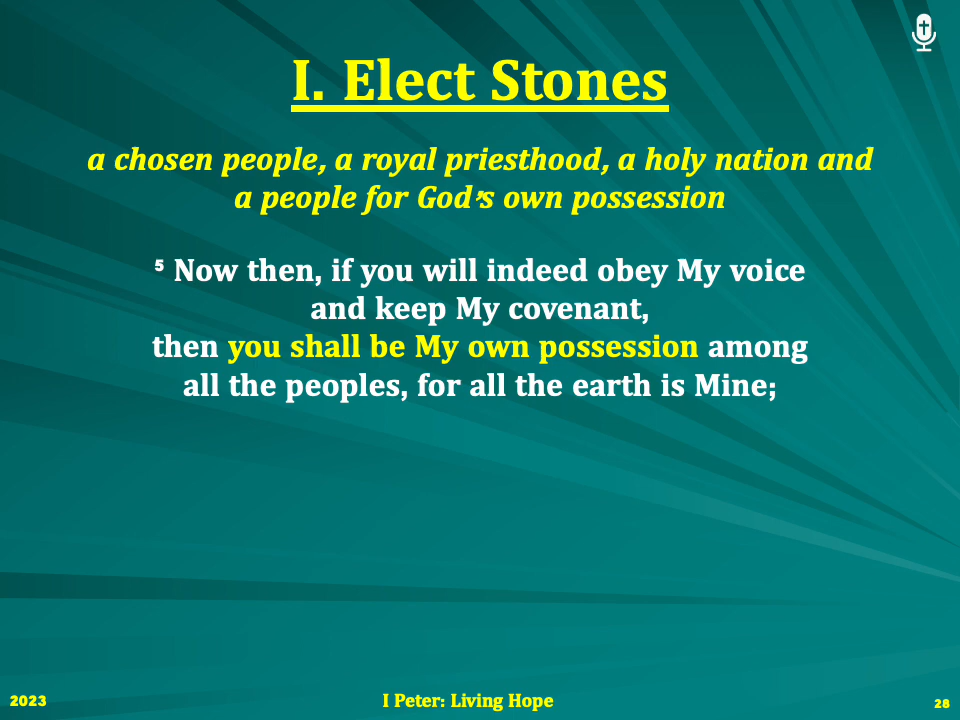 I. Elect Stones
a chosen people, a royal priesthood, a holy nation and
a people for God's own possession
⁵ Now then, if you will indeed obey My voice
and keep My covenant,
then you shall be My own possession among
all the peoples, for all the earth is Mine;
2023
I Peter: Living Hope
28